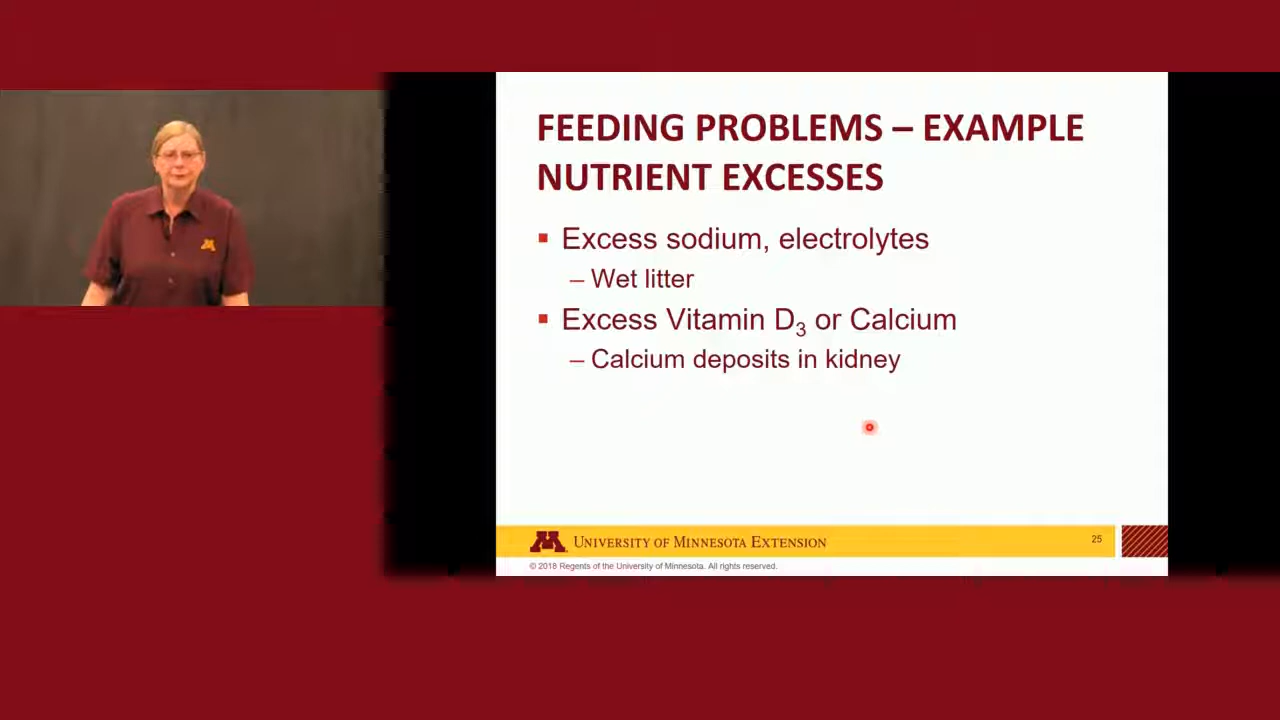 FEEDING PROBLEMS – EXAMPLE
NUTRIENT EXCESSES
▪ Excess sodium, electrolytes
– Wet litter
▪ Excess Vitamin D₃ or Calcium
– Calcium deposits in kidney
M
M UNIVERSITY OF MINNESOTA EXTENSION
25
© 2018 Regents of the University of Minnesota. All rights reserved.